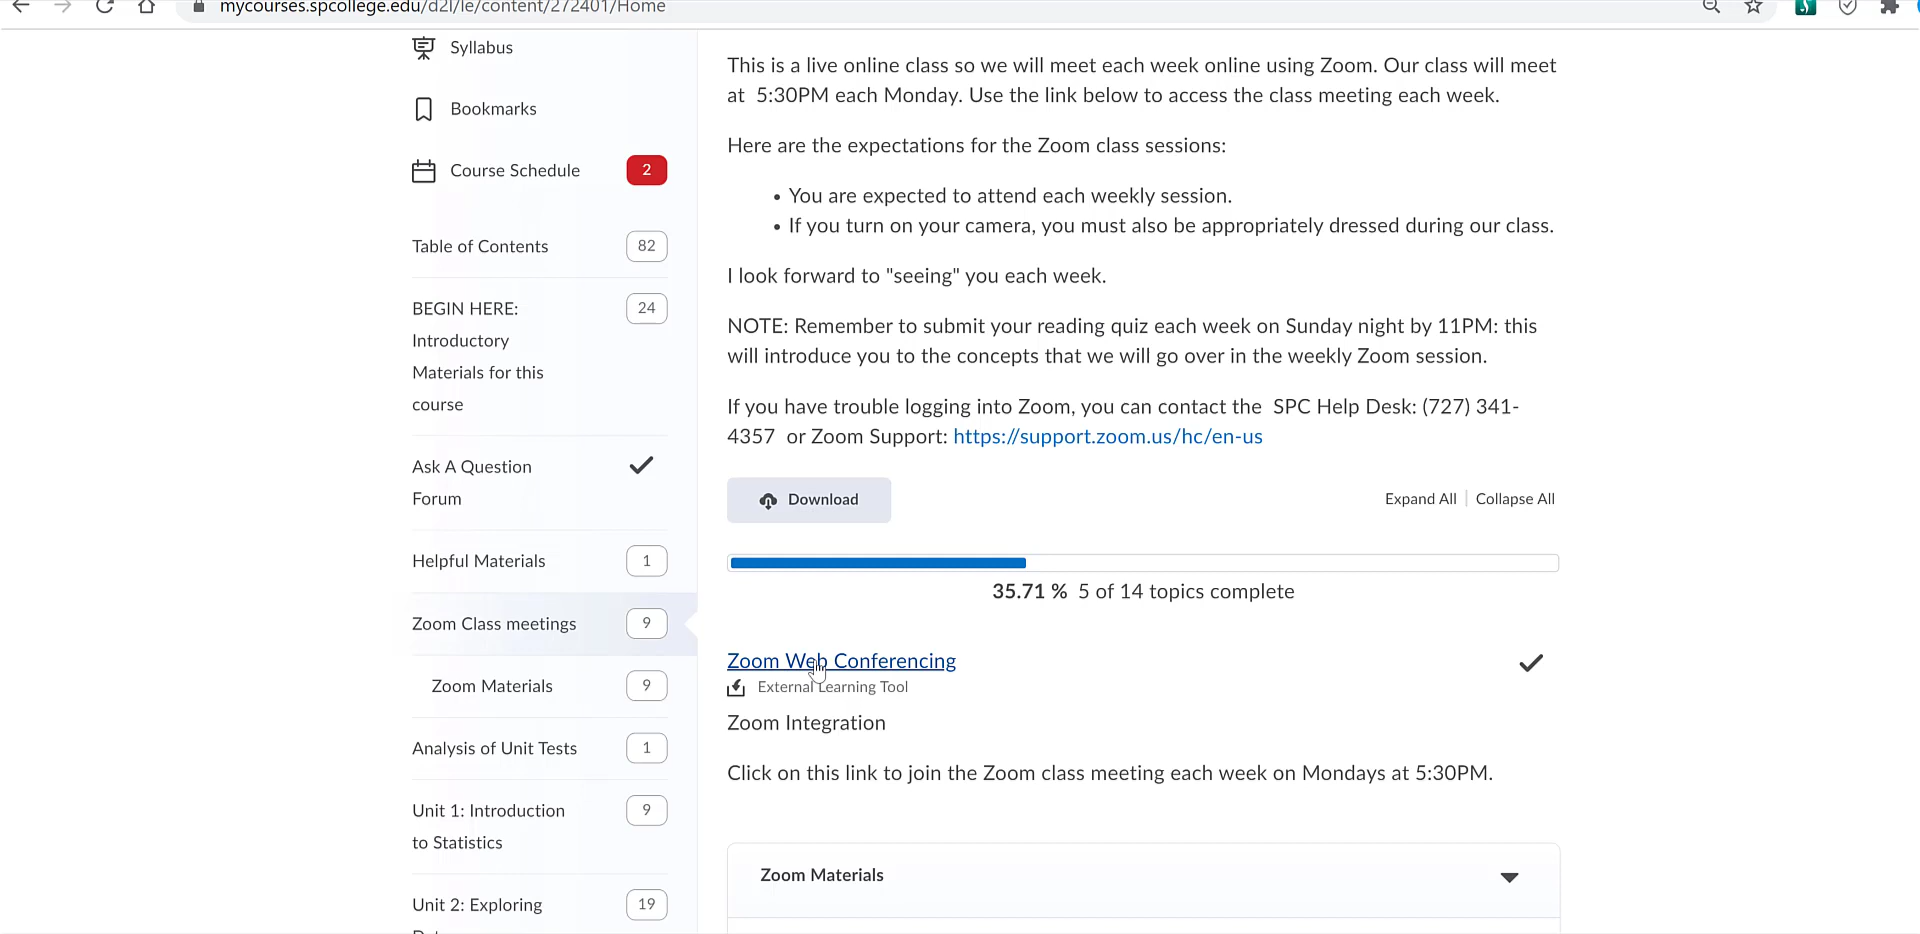 mycourses.spcollege.edu/d2l/le/content/272401/Home
Syllabus
Bookmarks
Course Schedule
2
Table of Contents
82
BEGIN HERE:
24
Introductory
Materials for this
course
Ask A Question
Forum
Helpful Materials
1
Zoom Class meetings
9
Zoom Materials
9
Analysis of Unit Tests
1
Unit 1: Introduction
9
to Statistics
Unit 2: Exploring
19
This is a live online class so we will meet each week online using Zoom. Our class will meet
at 5:30PM each Monday. Use the link below to access the class meeting each week.
Here are the expectations for the Zoom class sessions:
• You are expected to attend each weekly session.
• If you turn on your camera, you must also be appropriately dressed during our class.
I look forward to "seeing" you each week.
NOTE: Remember to submit your reading quiz each week on Sunday night by 11PM: this
will introduce you to the concepts that we will go over in the weekly Zoom session.
If you have trouble logging into Zoom, you can contact the SPC Help Desk: (727) 341-
4357 or Zoom Support: https://support.zoom.us/hc/en-us
Download
Expand All | Collapse All
35.71 % 5 of 14 topics complete
Zoom Web Conferencing
External Learning Tool
Zoom Integration
Click on this link to join the Zoom class meeting each week on Mondays at 5:30PM.
Zoom Materials